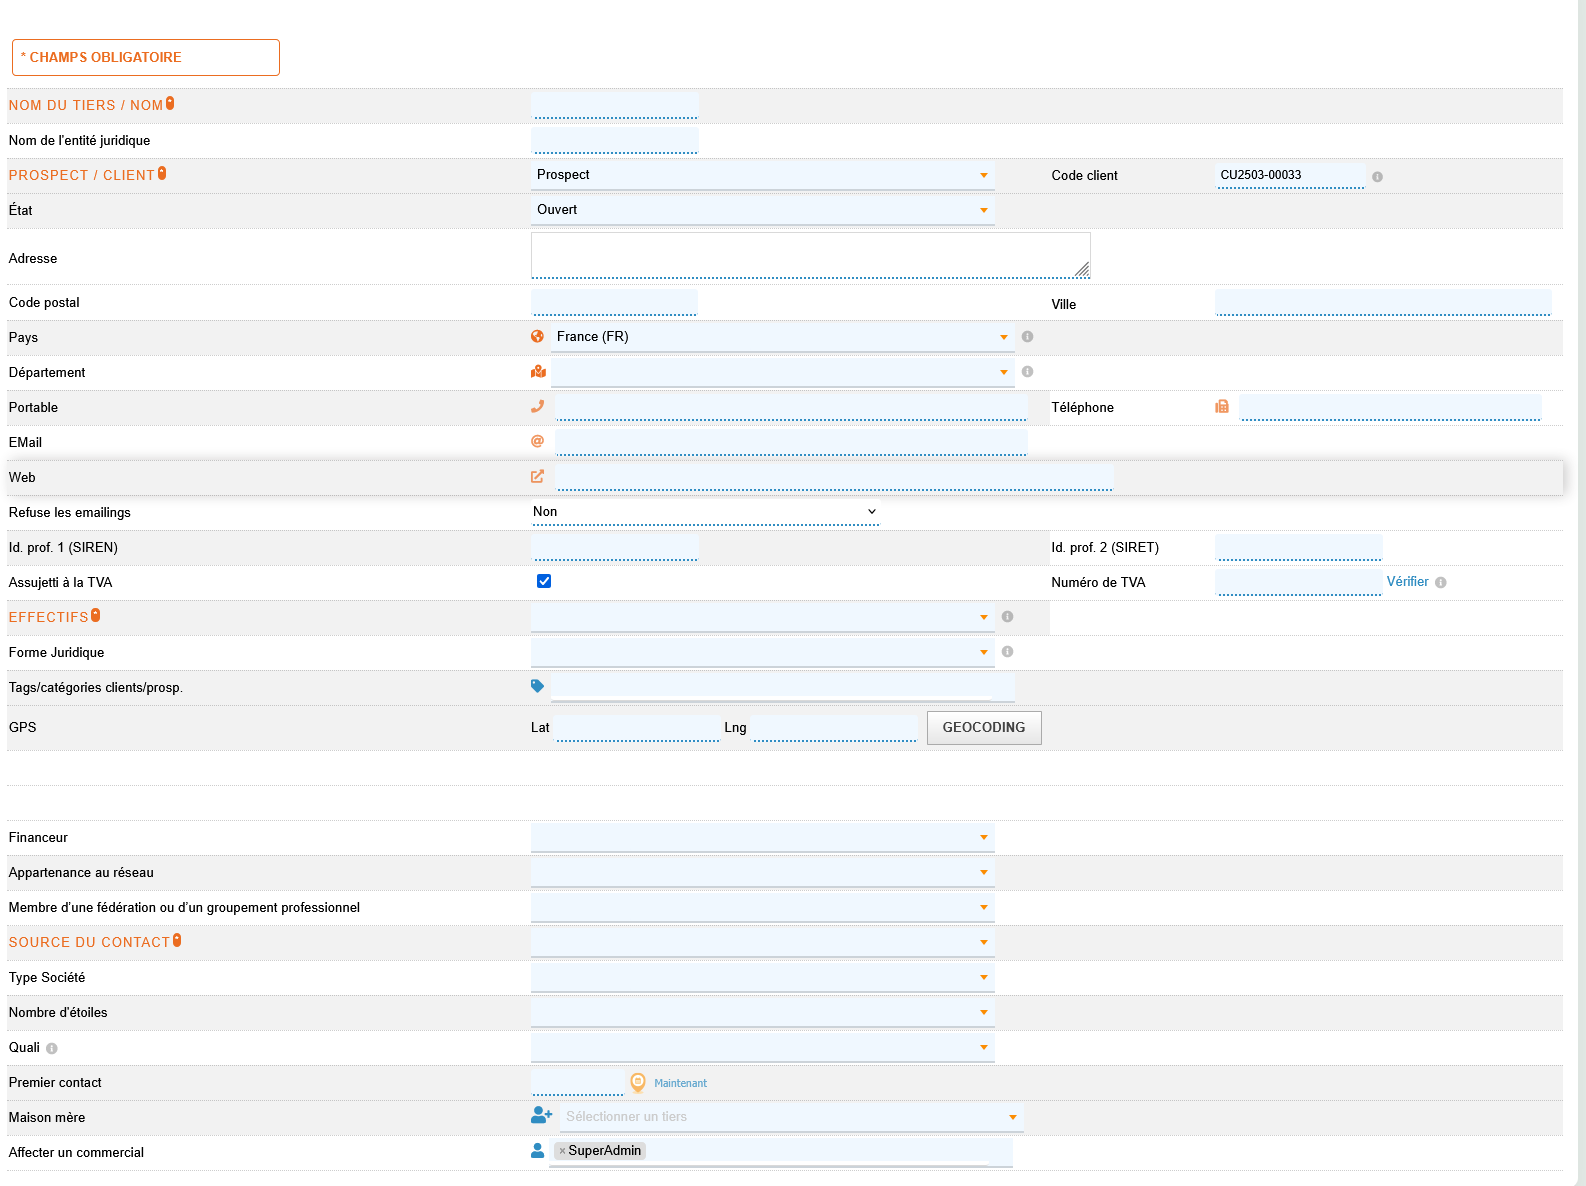 * CHAMPS OBLIGATOIRE
NOM DU TIERS / NOM*
Nom de l'entité juridique
PROSPECT / CLIENT* Prospect Code client CU2503-00033
État Ouvert
Adresse
Code postal Ville
Pays France (FR)
Département
Portable Téléphone
EMail
Web
Refuse les emailings Non
Id. prof. 1 (SIREN) Id. prof. 2 (SIRET)
Assujetti à la TVA Numéro de TVA Vérifier
EFFECTIFS*
Forme Juridique
Tags/catégories clients/prosp.
GPS Lat Lng GEOCODING
Financeur
Appartenance au réseau
Membre d'une fédération ou d'un groupement professionnel
SOURCE DU CONTACT*
Type Société
Nombre d'étoiles
Quali
Premier contact Maintenant
Maison mère Sélectionner un tiers
Affecter un commercial × SuperAdmin